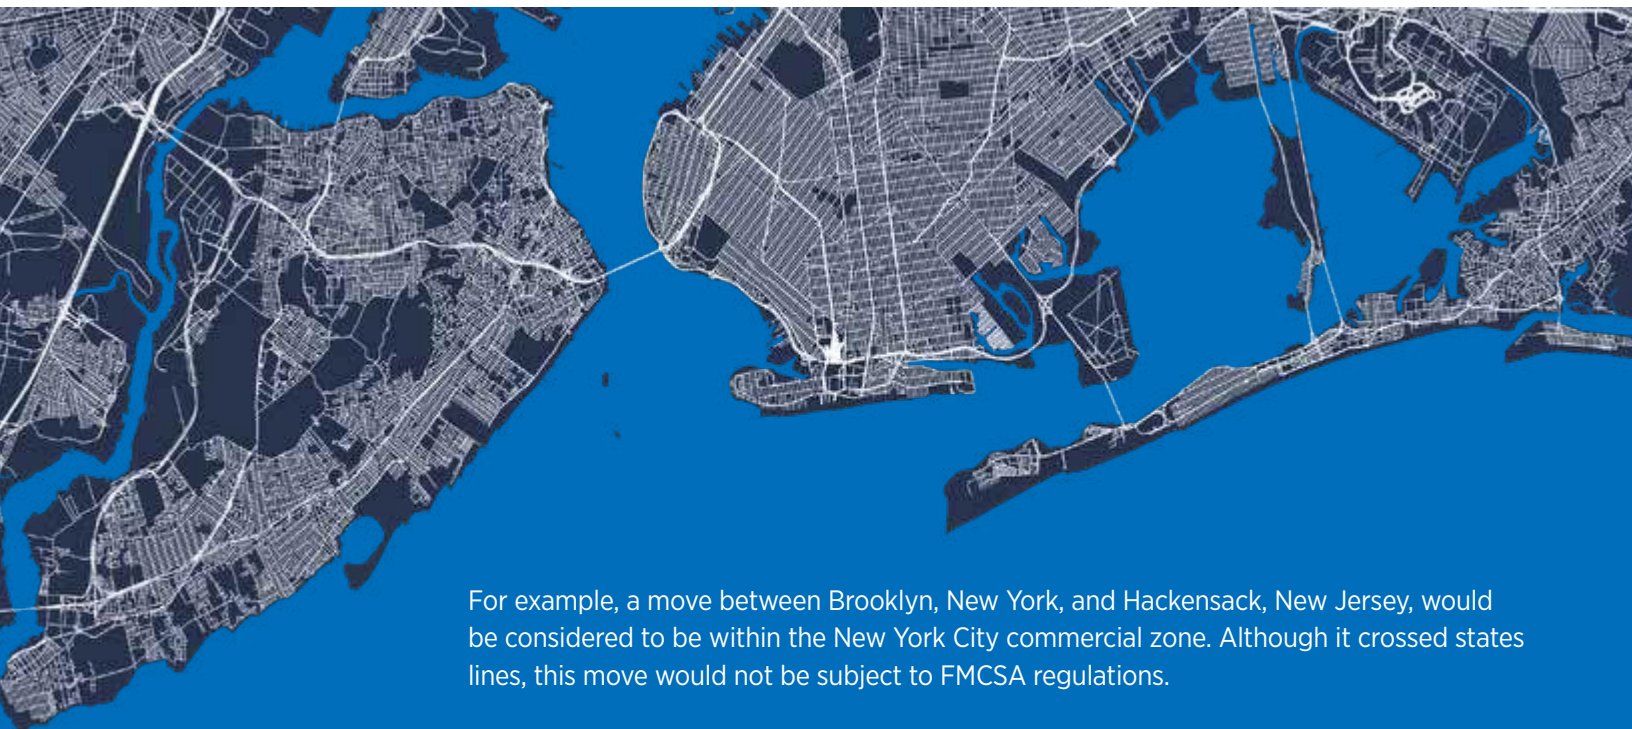 For example, a move between Brooklyn, New York, and Hackensack, New Jersey, would
be considered to be within the New York City commercial zone. Although it crossed states
lines, this move would not be subject to FMCSA regulations.